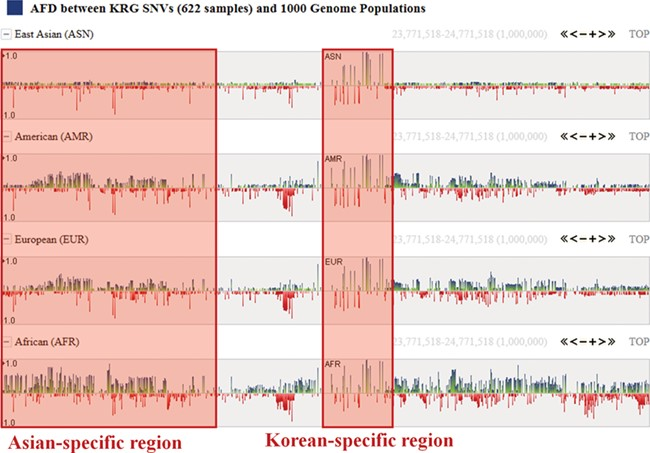 AFD between KRG SNVs (622 samples) and 1000 Genome Populations
East Asian (ASN) 23,771,518-24,771,518 (1,000,000) «<-+>» TOP
1.0 ASN
1.0
American (AMR) 23,771,518-24,771,518 (1,000,000) «<-+>» TOP
1.0 AMR
1.0
European (EUR) 23,771,518-24,771,518 (1,000,000) «<-+>» TOP
1.0 EUR
1.0
African (AFR) 23,771,518-24,771,518 (1,000,000) «<-+>» TOP
1.0 AFR
1.0
Asian-specific region Korean-specific region